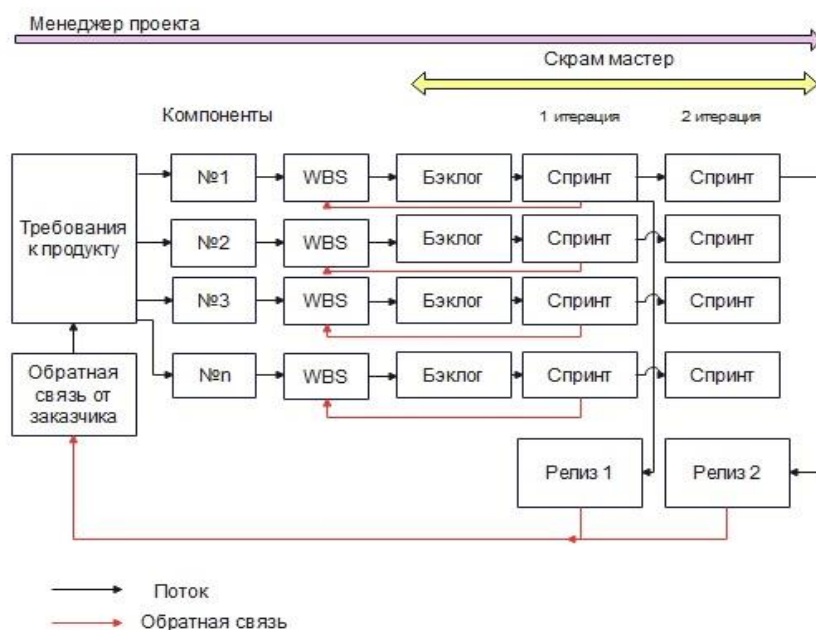 Менеджер проекта
Скрам мастер
Компоненты
1 итерация
2 итерация
Требования
к продукту
№1
WBS
Бэклог
Спринт
Спринт
№2
WBS
Бэклог
Спринт
Спринт
№3
WBS
Бэклог
Спринт
Спринт
Обратная
связь от
заказчика
№n
WBS
Бэклог
Спринт
Спринт
Релиз 1
Релиз 2
Поток
Обратная связь